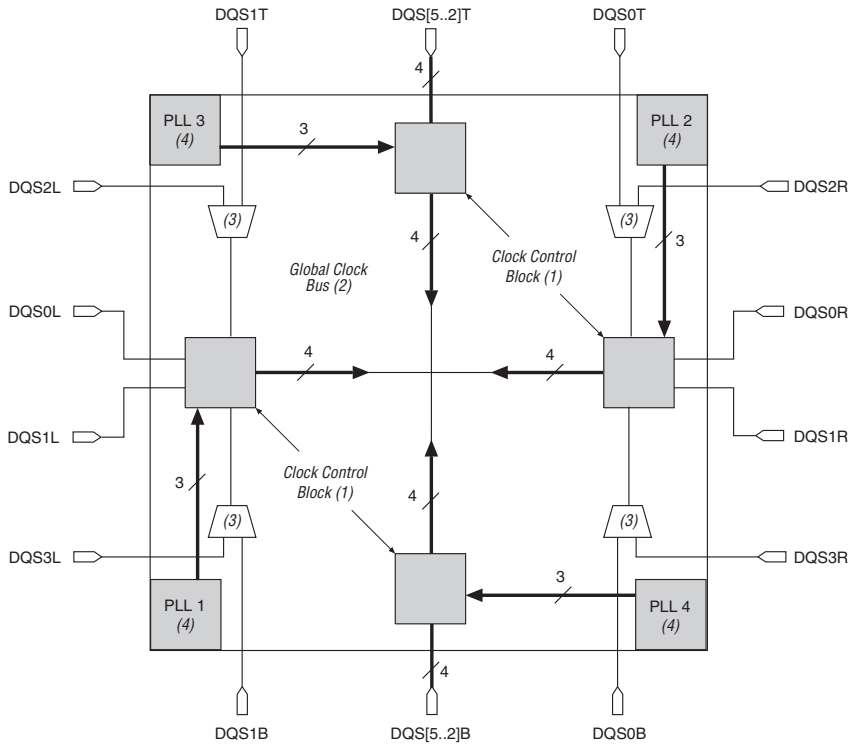 DQS1T
DQS[5..2]T
DQS0T
4
PLL 3
(4)
3
PLL 2
(4)
DQS2L
(3)
4
Clock Control
Block (1)
(3)
3
DQS2R
Global Clock
Bus (2)
DQS0L
DQS0R
4
4
DQS1L
DQS1R
3
Clock Control
Block (1)
4
(3)
(3)
DQS3L
DQS3R
PLL 1
(4)
3
PLL 4
(4)
4
DQS1B
DQS[5..2]B
DQS0B